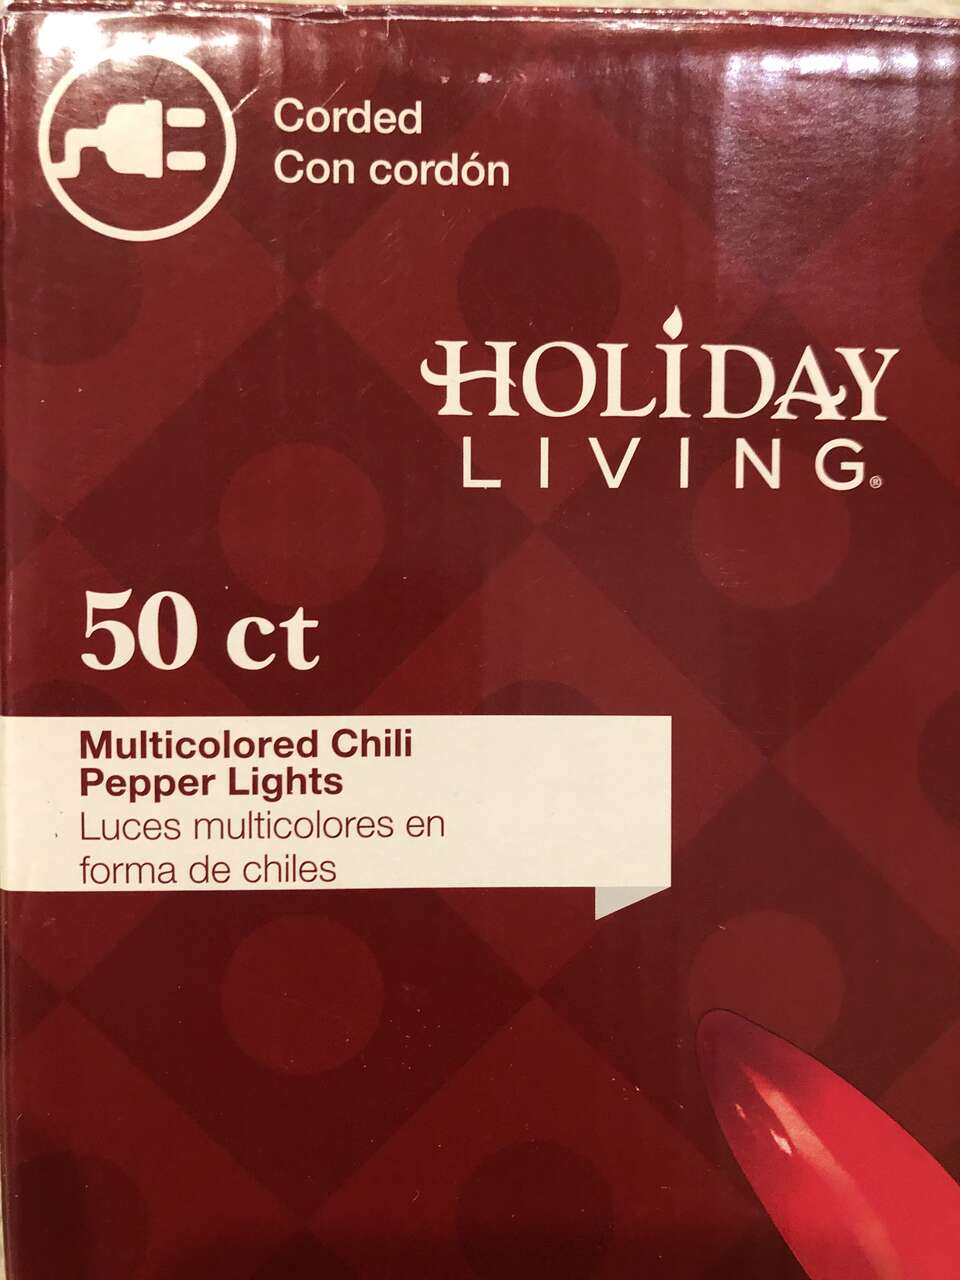 Corded
Con cordón
HOLIDAY
LIVING®
50 ct
Multicolored Chili
Pepper Lights
Luces multicolores en
forma de chiles